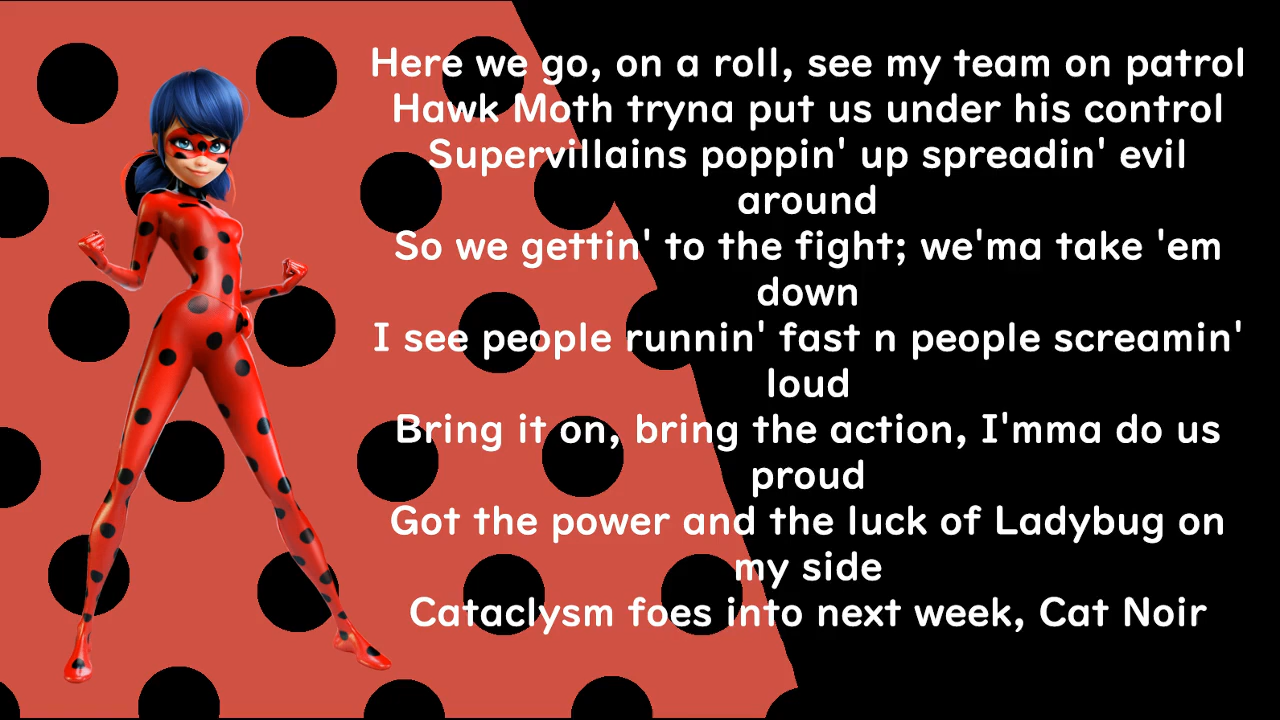 Here we go, on a roll, see my team on patrol
Hawk Moth tryna put us under his control
Supervillains poppin' up spreadin' evil
around
So we gettin' to the fight; we'ma take 'em
down
I see people runnin' fast n people screamin'
loud
Bring it on, bring the action, I'mma do us
proud
Got the power and the luck of Ladybug on
my side
Cataclysm foes into next week, Cat Noir